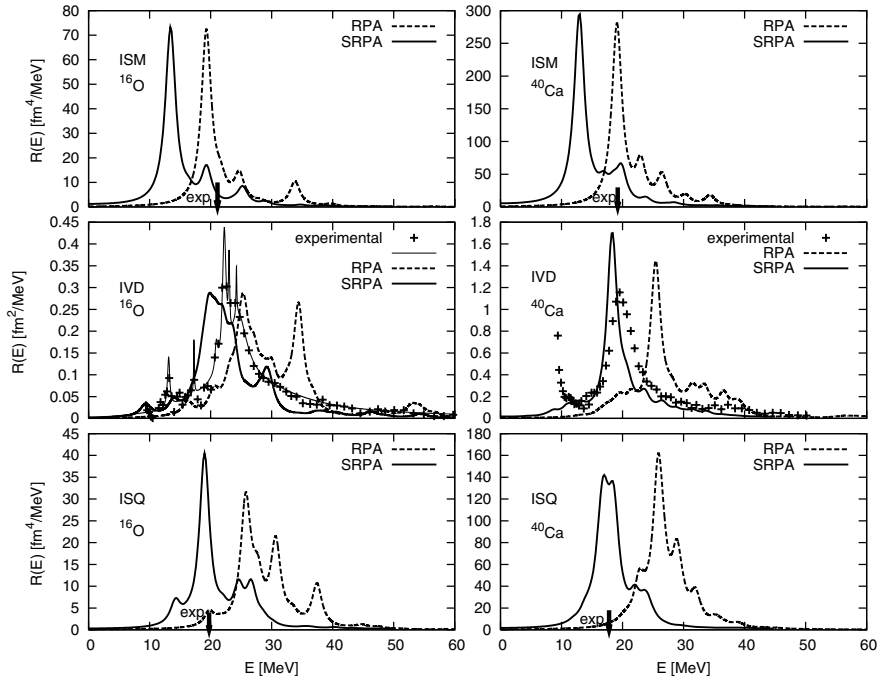 80
70
60
50
40
30
20
10
0
R(E) [fm⁴/MeV]
ISM
¹⁶O
RPA
SRPA
exp
300
250
200
150
100
50
0
R(E) [fm⁴/MeV]
ISM
⁴⁰Ca
RPA
SRPA
exp
0.45
0.4
0.35
0.3
0.25
0.2
0.15
0.1
0.05
0
R(E) [fm²/MeV]
IVD
¹⁶O
experimental
RPA
SRPA
1.8
1.6
1.4
1.2
1
0.8
0.6
0.4
0.2
0
R(E) [fm²/MeV]
IVD
⁴⁰Ca
experimental
RPA
SRPA
45
40
35
30
25
20
15
10
5
0
R(E) [fm⁴/MeV]
ISQ
¹⁶O
RPA
SRPA
exp
0 10 20 30 40 50 60
E [MeV]
180
160
140
120
100
80
60
40
20
0
R(E) [fm⁴/MeV]
ISQ
⁴⁰Ca
RPA
SRPA
exp
0 10 20 30 40 50 60
E [MeV]